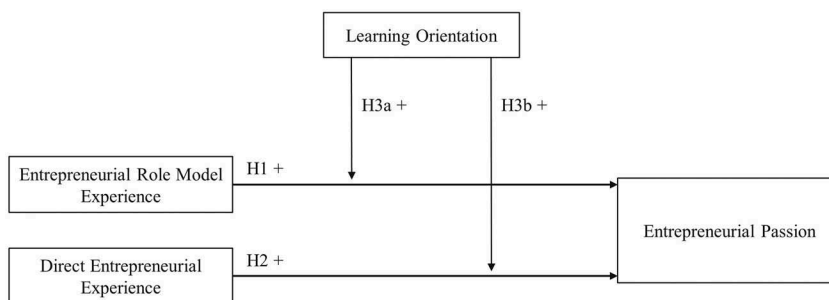 Learning Orientation
H3a +
H3b +
Entrepreneurial Role Model
Experience
H1 +
Entrepreneurial Passion
Direct Entrepreneurial
Experience
H2 +